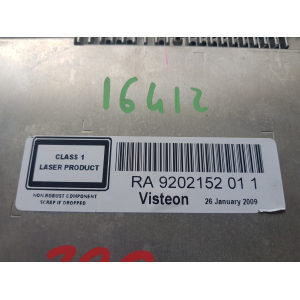 16412
CLASS 1
LASER PRODUCT
NON ROBUST COMPONENT
SCRAP IF DROPPED
RA 9202152 01 1
Visteon 26 January 2009